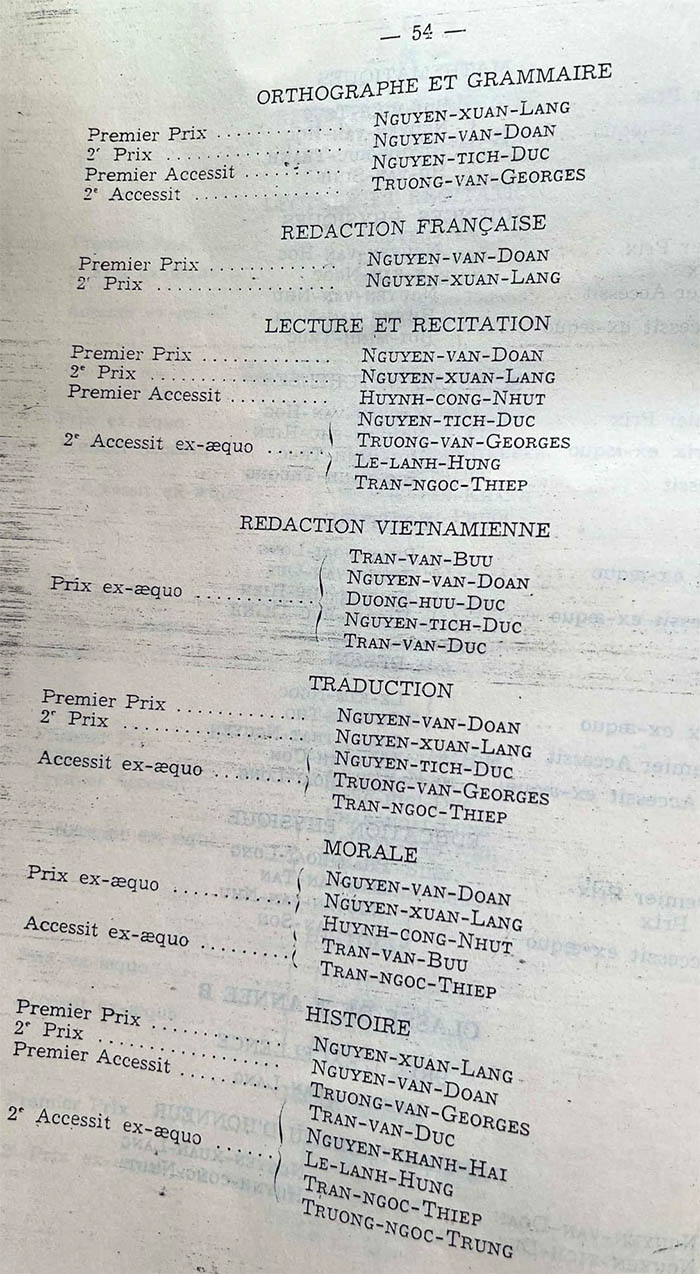 — 54 —
ORTHOGRAPHE ET GRAMMAIRE
Premier Prix .......... NGUYEN-XUAN-LANG
2ᵉ Prix .......... NGUYEN-VAN-DOAN
Premier Accessit .......... NGUYEN-TICH-DUC
2ᵉ Accessit .......... TRUONG-VAN-GEORGES
REDACTION FRANÇAISE
Premier Prix .......... NGUYEN-VAN-DOAN
2ᵉ Prix .......... NGUYEN-XUAN-LANG
LECTURE ET RECITATION
Premier Prix .......... NGUYEN-VAN-DOAN
2ᵉ Prix .......... NGUYEN-XUAN-LANG
Premier Accessit .......... HUYNH-CONG-NHUT
NGUYEN-TICH-DUC
2ᵉ Accessit ex-æquo ...... TRUONG-VAN-GEORGES
LE-LANH-HUNG
TRAN-NGOC-THIEP
REDACTION VIETNAMIENNE
TRAN-VAN-BUU
NGUYEN-VAN-DOAN
Prix ex-æquo .......... DUONG-HUU-DUC
NGUYEN-TICH-DUC
TRAN-VAN-DUC
TRADUCTION
Premier Prix .......... NGUYEN-VAN-DOAN
2ᵉ Prix .......... NGUYEN-XUAN-LANG
NGUYEN-TICH-DUC
Accessit ex-æquo .......... TRUONG-VAN-GEORGES
TRAN-NGOC-THIEP
MORALE
Prix ex-æquo .......... NGUYEN-VAN-DOAN
NGUYEN-XUAN-LANG
HUYNH-CONG-NHUT
Accessit ex-æquo .......... TRAN-VAN-BUU
TRAN-NGOC-THIEP
HISTOIRE
Premier Prix .......... NGUYEN-XUAN-LANG
2ᵉ Prix .......... NGUYEN-VAN-DOAN
Premier Accessit .......... TRUONG-VAN-GEORGES
TRAN-VAN-DUC
NGUYEN-KHANH-HAI
2ᵉ Accessit ex-æquo ...... LE-LANH-HUNG
TRAN-NGOC-THIEP
TRUONG-NGOC-TRUNG